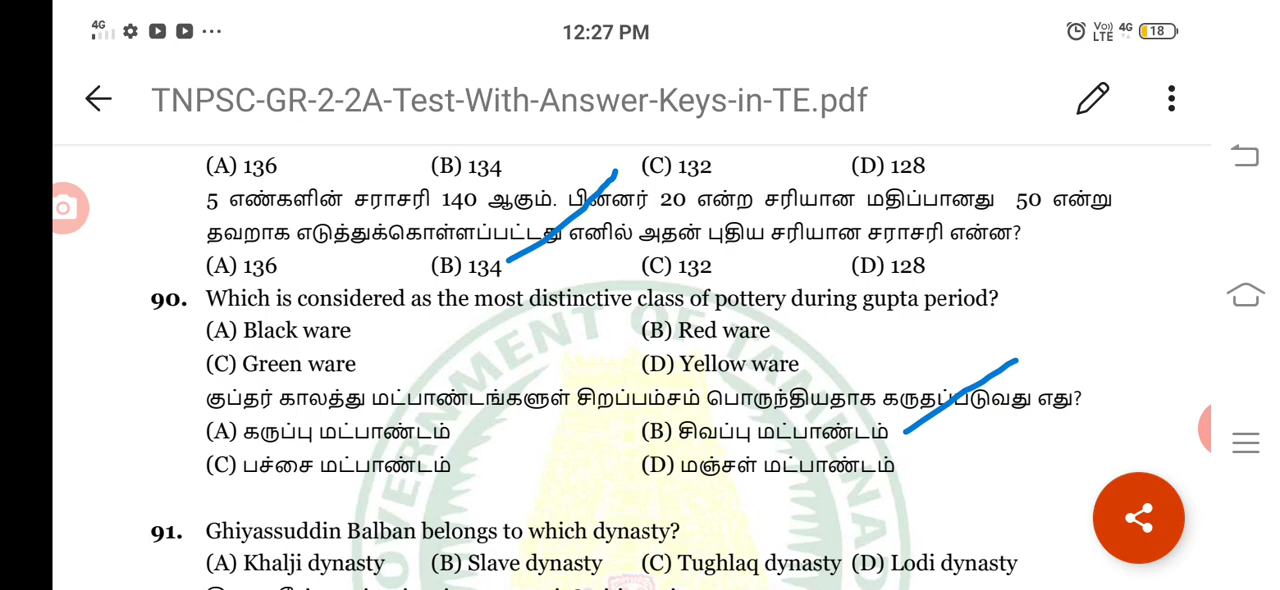 4G ... 12:27 PM Vo)) LTE 4G 18
TNPSC-GR-2-2A-Test-With-Answer-Keys-in-TE.pdf
(A) 136 (B) 134 (C) 132 (D) 128
5 எண்களின் சராசரி 140 ஆகும். பின்னர் 20 என்ற சரியான மதிப்பானது 50 என்று
தவறாக எடுத்துக்கொள்ளப்பட்டது எனில் அதன் புதிய சரியான சராசரி என்ன?
(A) 136 (B) 134 (C) 132 (D) 128
90. Which is considered as the most distinctive class of pottery during gupta period?
(A) Black ware (B) Red ware
(C) Green ware (D) Yellow ware
குப்தர் காலத்து மட்பாண்டங்களுள் சிறப்பம்சம் பொருந்தியதாக கருதப்படுவது எது?
(A) கருப்பு மட்பாண்டம் (B) சிவப்பு மட்பாண்டம்
(C) பச்சை மட்பாண்டம் (D) மஞ்சள் மட்பாண்டம்
91. Ghiyassuddin Balban belongs to which dynasty?
(A) Khalji dynasty (B) Slave dynasty (C) Tughlaq dynasty (D) Lodi dynasty
GOVERNMENT OF TAMILNAD